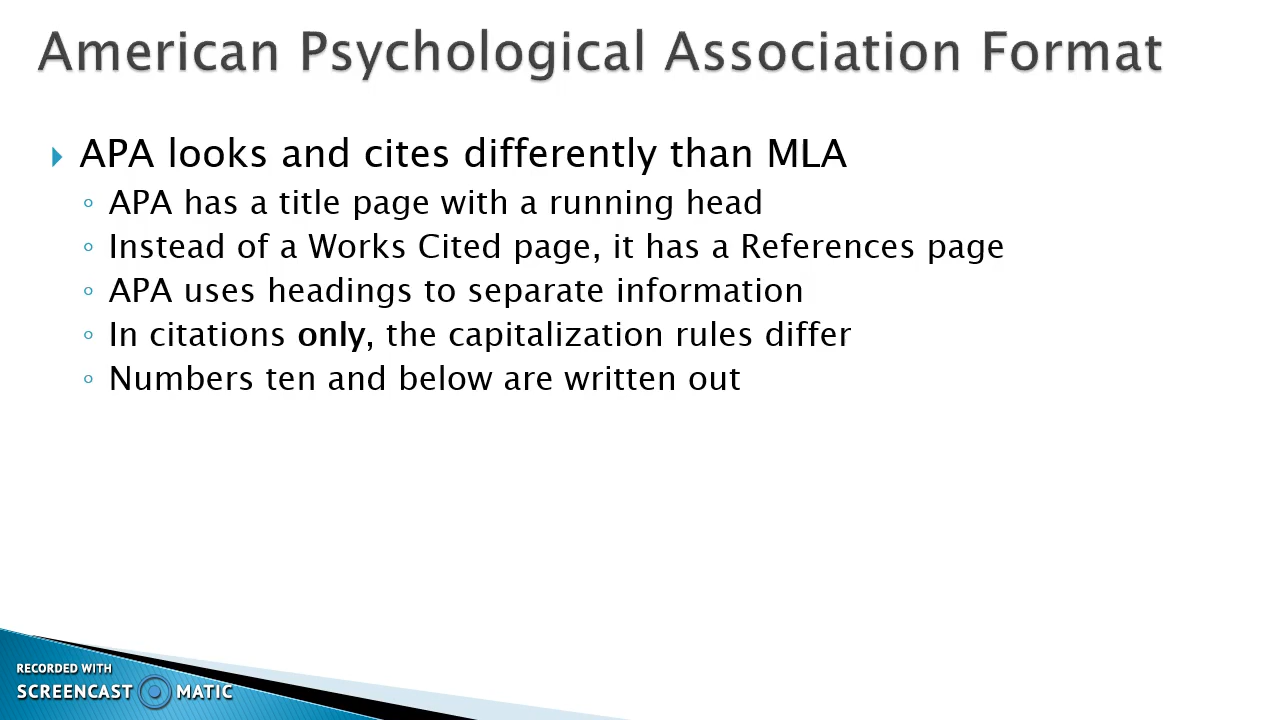 American Psychological Association Format
APA looks and cites differently than MLA
APA has a title page with a running head
Instead of a Works Cited page, it has a References page
APA uses headings to separate information
In citations only, the capitalization rules differ
Numbers ten and below are written out
RECORDED WITH
SCREENCAST MATIC